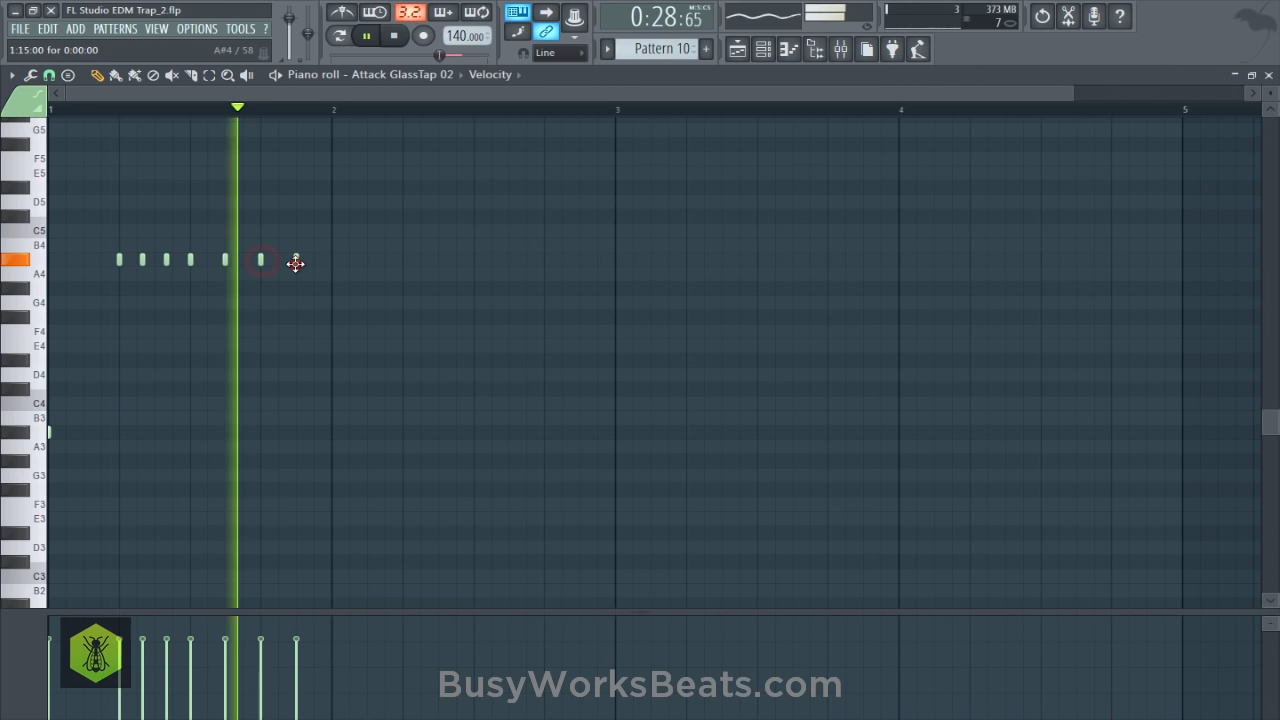 FL Studio EDM Trap_2.flp
FILE EDIT ADD PATTERNS VIEW OPTIONS TOOLS ?
1:15:00 for 0:00:00 A#4 / 58
3.2.
140.000
Line
0:28:65 M:S:CS
Pattern 10
3 373 MB
7
Piano roll - Attack GlassTap 02 Velocity
1 2 3 4 5
G5
F5
E5
D5
C5
B4
A4
G4
F4
E4
D4
C4
B3
A3
G3
F3
E3
D3
C3
B2
BusyWorksBeats.com